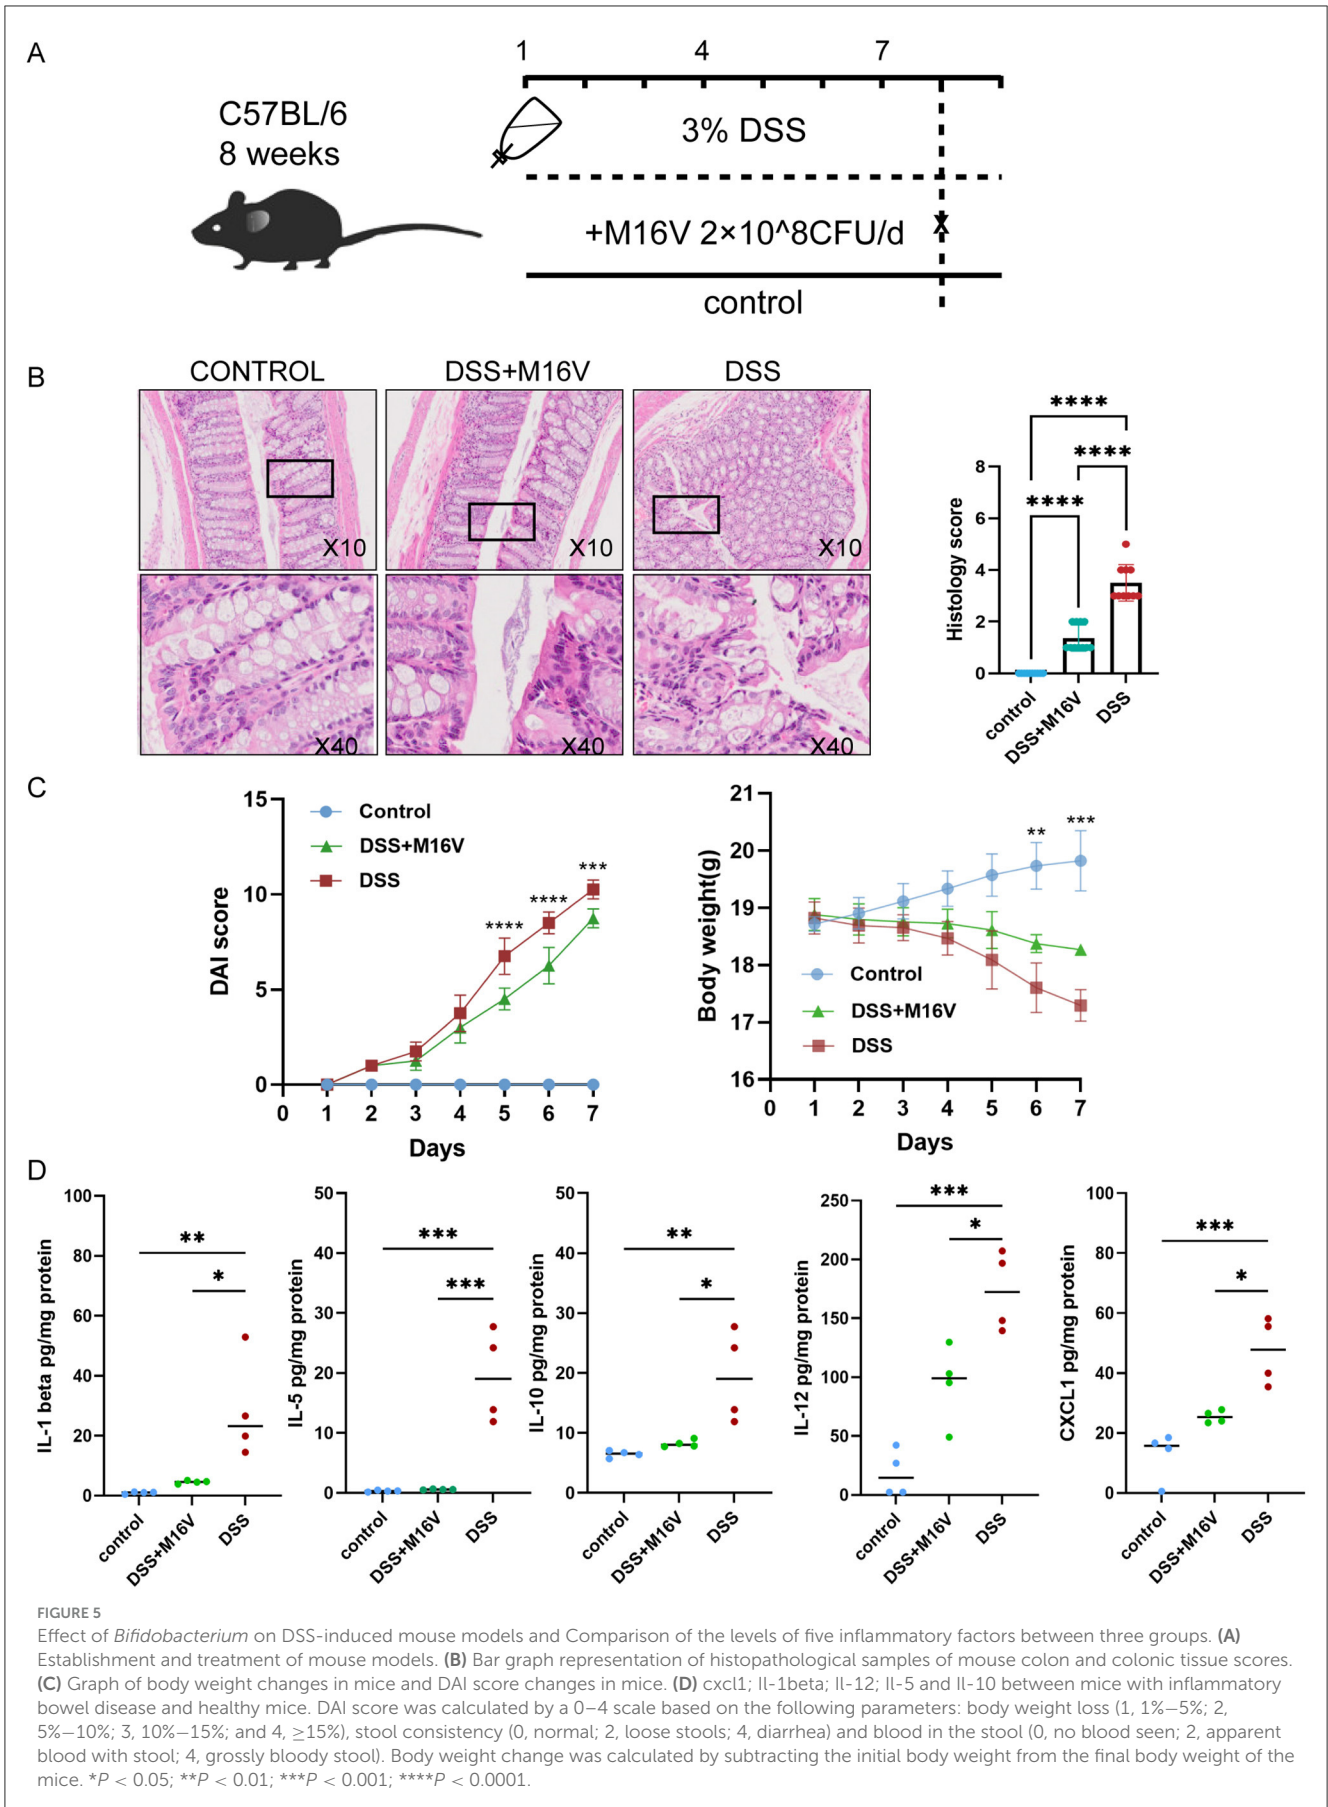 A
1 4 7
C57BL/6
8 weeks
3% DSS
+M16V 2×10^8CFU/d
X
control
B
CONTROL DSS+M16V DSS
X10 X10 X10
X40 X40 X40
****
****
****
Histology score
8
6
4
2
0
control DSS+M16V DSS
C
DAI score
15
10
5
0
Control
DSS+M16V
DSS
**** **** ***
0 1 2 3 4 5 6 7
Days
Body weight(g)
21
20
19
18
17
16
** ***
Control
DSS+M16V
DSS
0 1 2 3 4 5 6 7
Days
D
IL-1 beta pg/mg protein
100
80
60
40
20
0
**
*
control DSS+M16V DSS
IL-5 pg/mg protein
50
40
30
20
10
0
***
***
control DSS+M16V DSS
IL-10 pg/mg protein
50
40
30
20
10
0
**
*
control DSS+M16V DSS
IL-12 pg/mg protein
250
200
150
100
50
0
***
*
control DSS+M16V DSS
CXCL1 pg/mg protein
100
80
60
40
20
0
***
*
control DSS+M16V DSS
FIGURE 5
Effect of Bifidobacterium on DSS-induced mouse models and Comparison of the levels of five inflammatory factors between three groups. (A)
Establishment and treatment of mouse models. (B) Bar graph representation of histopathological samples of mouse colon and colonic tissue scores.
(C) Graph of body weight changes in mice and DAI score changes in mice. (D) cxcl1; Il-1beta; Il-12; Il-5 and Il-10 between mice with inflammatory
bowel disease and healthy mice. DAI score was calculated by a 0–4 scale based on the following parameters: body weight loss (1, 1%–5%; 2,
5%–10%; 3, 10%–15%; and 4, ≥15%), stool consistency (0, normal; 2, loose stools; 4, diarrhea) and blood in the stool (0, no blood seen; 2, apparent
blood with stool; 4, grossly bloody stool). Body weight change was calculated by subtracting the initial body weight from the final body weight of the
mice. *P < 0.05; **P < 0.01; ***P < 0.001; ****P < 0.0001.